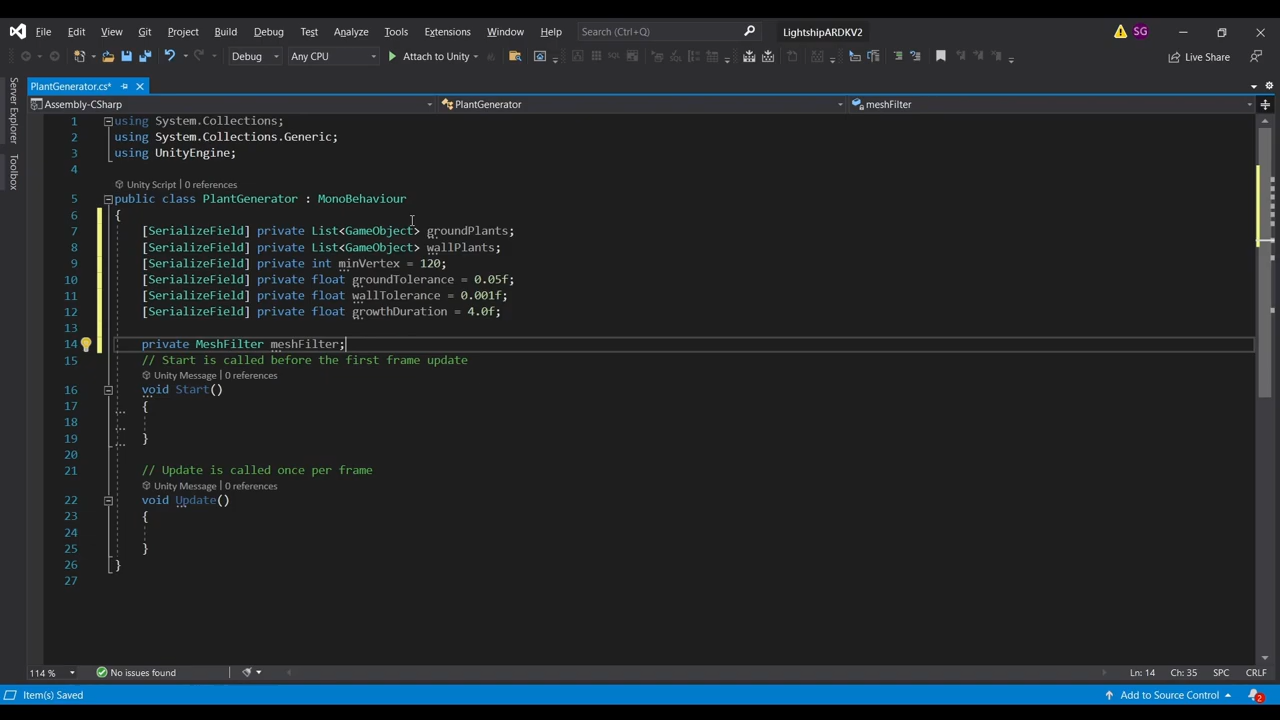 File Edit View Git Project Build Debug Test Analyze Tools Extensions Window Help Search (Ctrl+Q) LightshipARDKV2 SG
Debug Any CPU Attach to Unity Live Share
PlantGenerator.cs*
Assembly-CSharp PlantGenerator meshFilter
Server Explorer
Toolbox
1 using System.Collections;
2 using System.Collections.Generic;
3 using UnityEngine;
4
Unity Script | 0 references
5 public class PlantGenerator : MonoBehaviour
6 {
7 [SerializeField] private List<GameObject> groundPlants;
8 [SerializeField] private List<GameObject> wallPlants;
9 [SerializeField] private int minVertex = 120;
10 [SerializeField] private float groundTolerance = 0.05f;
11 [SerializeField] private float wallTolerance = 0.001f;
12 [SerializeField] private float growthDuration = 4.0f;
13
14 private MeshFilter meshFilter;
15 // Start is called before the first frame update
Unity Message | 0 references
16 void Start()
17 {
18
19 }
20
21 // Update is called once per frame
Unity Message | 0 references
22 void Update()
23 {
24
25 }
26 }
27
114 % No issues found Ln: 14 Ch: 35 SPC CRLF
Item(s) Saved Add to Source Control 2